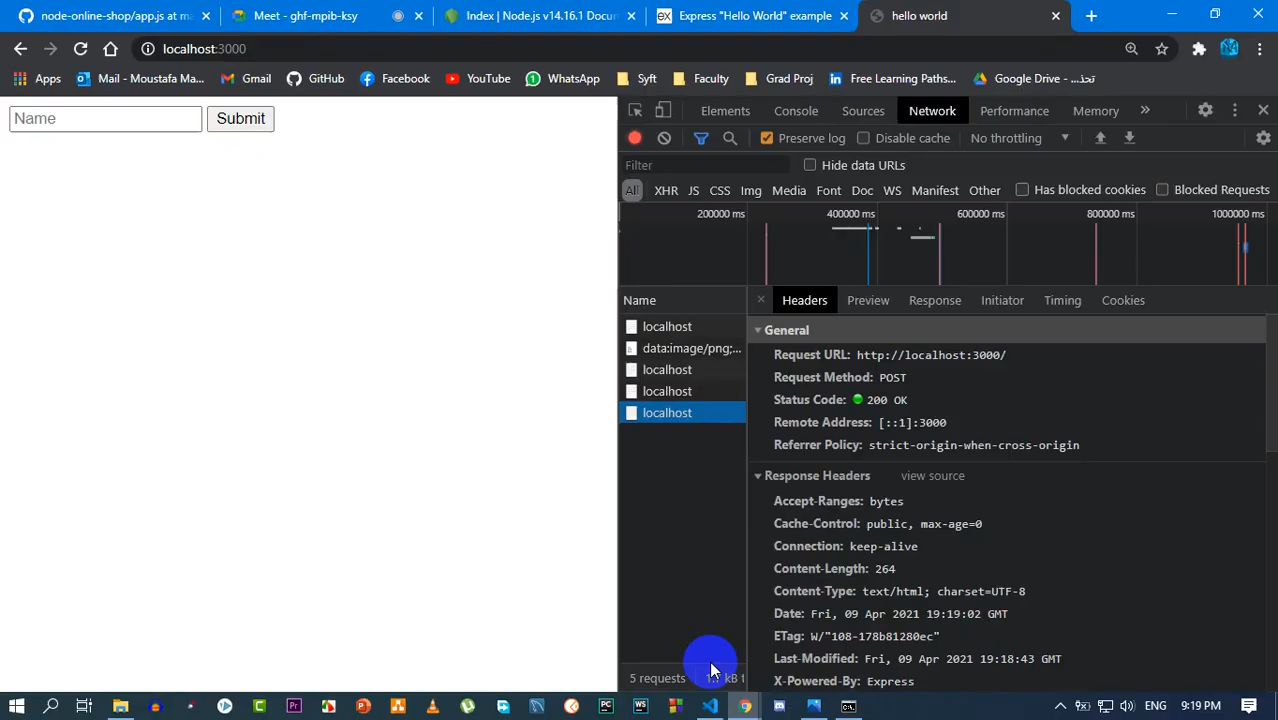 node-online-shop/app.js at ma
Meet - ghf-mpib-ksy
Index | Node.js v14.16.1 Docum
ex Express "Hello World" example
hello world
localhost:3000
Apps
Mail - Moustafa Ma...
Gmail
GitHub
Facebook
YouTube
WhatsApp
Syft
Faculty
Grad Proj
Free Learning Paths...
Google Drive - تحذ...
Name
Submit
Elements
Console
Sources
Network
Performance
Memory
Preserve log
Disable cache
No throttling
Filter
Hide data URLs
All XHR JS CSS Img Media Font Doc WS Manifest Other
Has blocked cookies
Blocked Requests
200000 ms
400000 ms
600000 ms
800000 ms
1000000 ms
Name
Headers
Preview
Response
Initiator
Timing
Cookies
localhost
data:image/png;...
localhost
localhost
localhost
General
Request URL: http://localhost:3000/
Request Method: POST
Status Code: 200 OK
Remote Address: [::1]:3000
Referrer Policy: strict-origin-when-cross-origin
Response Headers
view source
Accept-Ranges: bytes
Cache-Control: public, max-age=0
Connection: keep-alive
Content-Length: 264
Content-Type: text/html; charset=UTF-8
Date: Fri, 09 Apr 2021 19:19:02 GMT
ETag: W/"108-178b81280ec"
Last-Modified: Fri, 09 Apr 2021 19:18:43 GMT
X-Powered-By: Express
5 requests
kB
ENG
9:19 PM